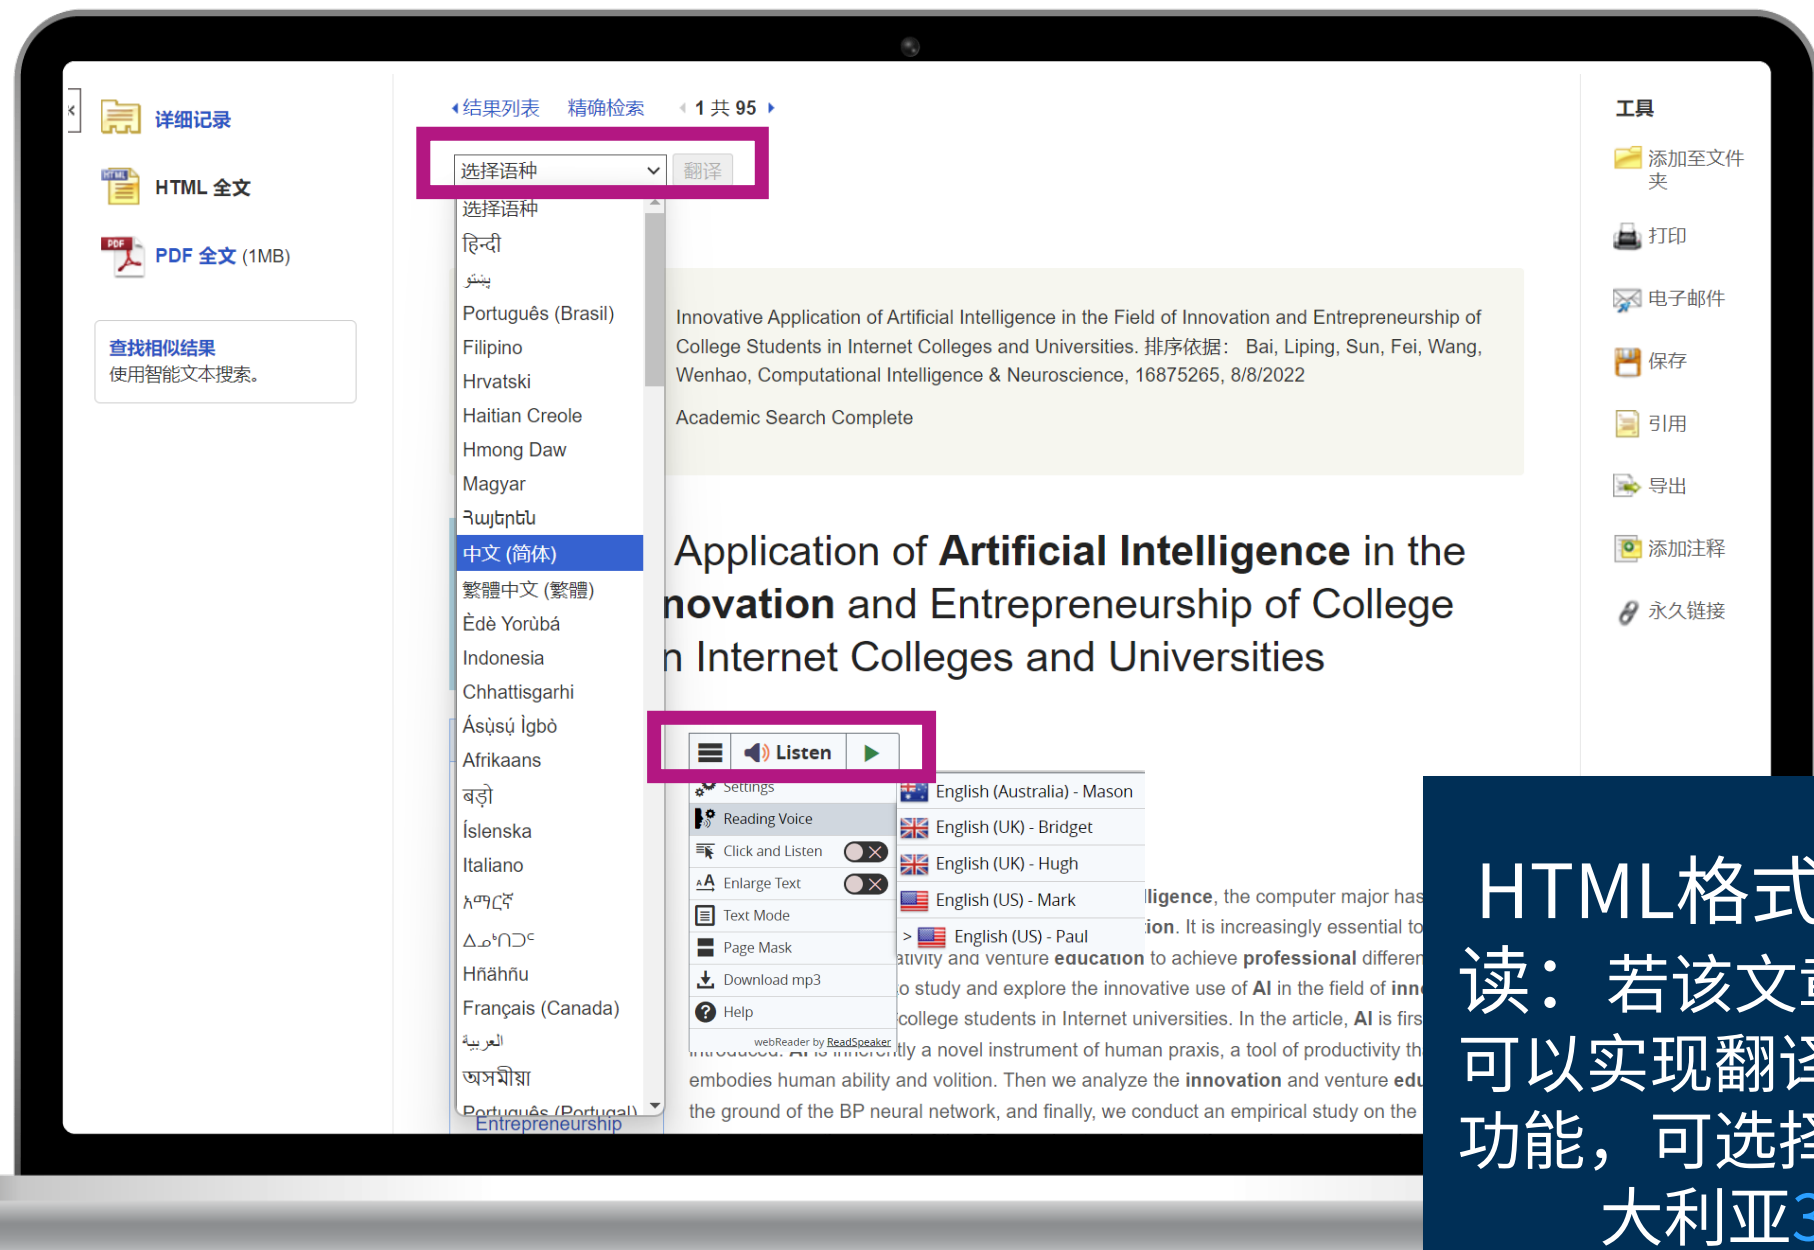 详细记录
HTML 全文
PDF 全文 (1MB)
查找相似结果
使用智能文本搜索。
结果列表 精确检索 1 共 95
选择语种 翻译
选择语种
हिन्दी
پښتو
Português (Brasil)
Filipino
Hrvatski
Haitian Creole
Hmong Daw
Magyar
Հայերեն
中文 (简体)
繁體中文 (繁體)
Èdè Yorùbá
Indonesia
Chhattisgarhi
Ásụ̀sụ́ Ìgbò
Afrikaans
बड़ो
Íslenska
Italiano
አማርኛ
ᐃᓄᒃᑎᑐᑦ
Hñähñu
Français (Canada)
العربية
অসমীয়া
Português (Portugal)
Entrepreneurship
Innovative Application of Artificial Intelligence in the Field of Innovation and Entrepreneurship of
College Students in Internet Colleges and Universities. 排序依据： Bai, Liping, Sun, Fei, Wang,
Wenhao, Computational Intelligence & Neuroscience, 16875265, 8/8/2022
Academic Search Complete
Application of Artificial Intelligence in the
novation and Entrepreneurship of College
n Internet Colleges and Universities
Listen
Settings
Reading Voice
Click and Listen
Enlarge Text
Text Mode
Page Mask
Download mp3
Help
webReader by ReadSpeaker
English (Australia) - Mason
English (UK) - Bridget
English (UK) - Hugh
English (US) - Mark
> English (US) - Paul
lligence, the computer major has
ion. It is increasingly essential to
ativity and venture education to achieve professional differen
o study and explore the innovative use of AI in the field of inn
college students in Internet universities. In the article, AI is firs
introduced. AI is inherently a novel instrument of human praxis, a tool of productivity th
embodies human ability and volition. Then we analyze the innovation and venture edu
the ground of the BP neural network, and finally, we conduct an empirical study on the
工具
添加至文件
夹
打印
电子邮件
保存
引用
导出
添加注释
永久链接
HTML格式
读：若该文章
可以实现翻译
功能，可选择
大利亚3